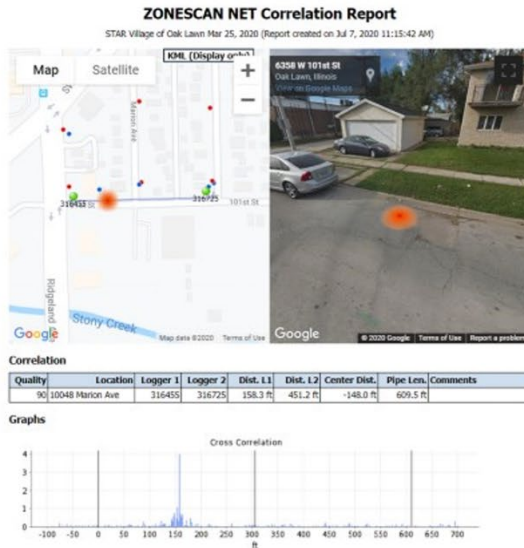 ZONESCAN NET Correlation Report
STAR Village of Oak Lawn Mar 25, 2020 (Report created on Jul 7, 2020 11:15:42 AM)
KML (Display only)
Map Satellite
Marion Ave
316455
316725
101st St
Ridgeland
Stony Creek
Google
Map data ©2020 Terms of Use
6358 W 101st St
Oak Lawn, Illinois
View on Google Maps
Google
© 2020 Google Terms of Use Report a problem
Correlation
Quality Location Logger 1 Logger 2 Dist. L1 Dist. L2 Center Dist. Pipe Len. Comments
90 10048 Marion Ave 316455 316725 158.3 ft 451.2 ft -148.0 ft 609.5 ft
Graphs
Cross Correlation
4
3
2
1
0
-100 -50 0 50 100 150 200 250 300 350 400 450 500 550 600 650 700
ft